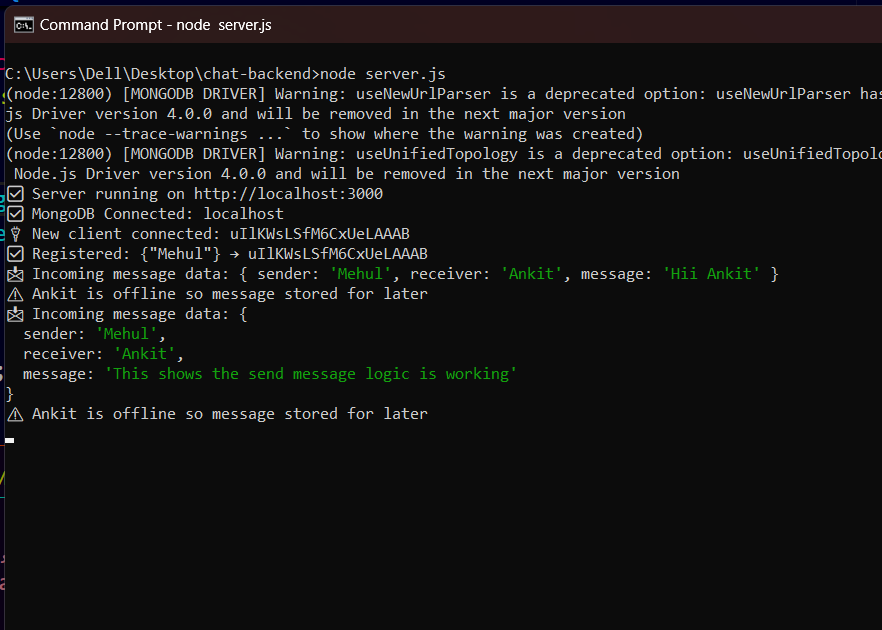 Command Prompt - node  server.js
C:\Users\Dell\Desktop\chat-backend>node server.js
(node:12800) [MONGODB DRIVER] Warning: useNewUrlParser is a deprecated option: useNewUrlParser has
js Driver version 4.0.0 and will be removed in the next major version
(Use `node --trace-warnings ...` to show where the warning was created)
(node:12800) [MONGODB DRIVER] Warning: useUnifiedTopology is a deprecated option: useUnifiedTopolo
 Node.js Driver version 4.0.0 and will be removed in the next major version
✅ Server running on http://localhost:3000
✅ MongoDB Connected: localhost
New client connected: uIlKWsLSfM6CxUeLAAAB
✅ Registered: {"Mehul"} → uIlKWsLSfM6CxUeLAAAB
📩 Incoming message data: { sender: 'Mehul', receiver: 'Ankit', message: 'Hii Ankit' }
⚠ Ankit is offline so message stored for later
📩 Incoming message data: {
  sender: 'Mehul',
  receiver: 'Ankit',
  message: 'This shows the send message logic is working'
}
⚠ Ankit is offline so message stored for later